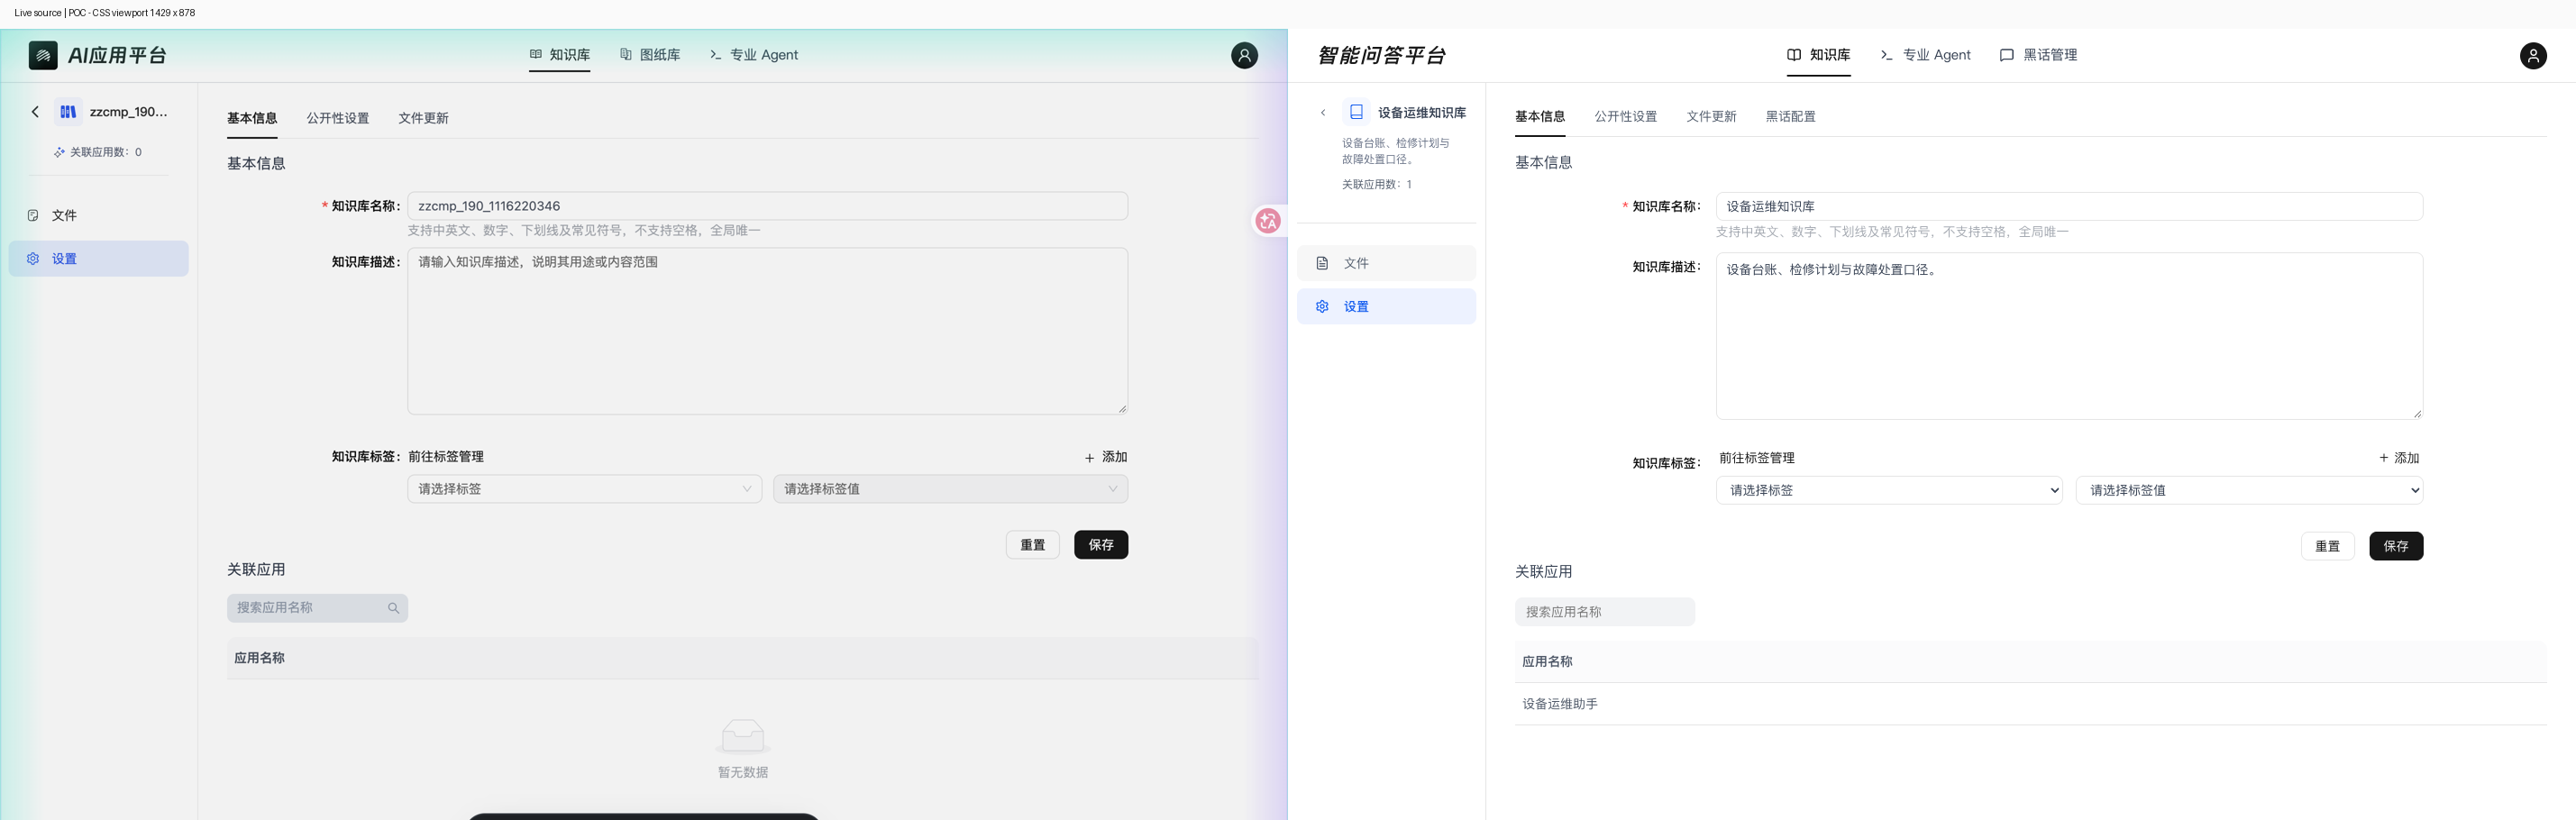 Live source | POC - CSS viewport 1429 x 878
AI应用平台
知识库
图纸库
专业 Agent
zzcmp_190...
关联应用数：0
文件
设置
基本信息
公开性设置
文件更新
基本信息
* 知识库名称：
zzcmp_190_1116220346
支持中英文、数字、下划线及常见符号，不支持空格，全局唯一
知识库描述：
请输入知识库描述，说明其用途或内容范围
知识库标签：
前往标签管理
+ 添加
请选择标签
请选择标签值
重置
保存
关联应用
搜索应用名称
应用名称
暂无数据
智能问答平台
知识库
专业 Agent
黑话管理
设备运维知识库
设备台账、检修计划与
故障处置口径。
关联应用数：1
文件
设置
基本信息
公开性设置
文件更新
黑话配置
基本信息
* 知识库名称：
设备运维知识库
支持中英文、数字、下划线及常见符号，不支持空格，全局唯一
知识库描述：
设备台账、检修计划与故障处置口径。
知识库标签：
前往标签管理
+ 添加
请选择标签
请选择标签值
重置
保存
关联应用
搜索应用名称
应用名称
设备运维助手